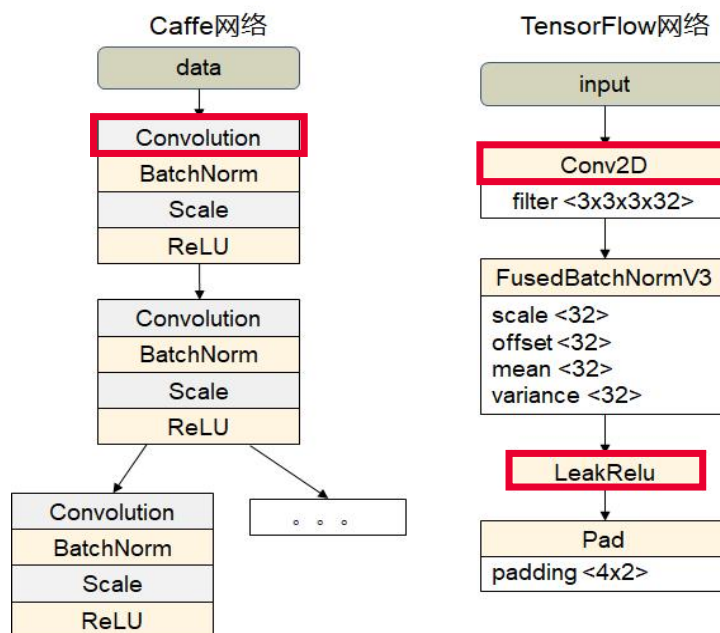 Caffe网络
data
Convolution
BatchNorm
Scale
ReLU
Convolution
BatchNorm
Scale
ReLU
Convolution
BatchNorm
Scale
ReLU
。。。
TensorFlow网络
input
Conv2D
filter <3x3x3x32>
FusedBatchNormV3
scale <32>
offset <32>
mean <32>
variance <32>
LeakRelu
Pad
padding <4x2>